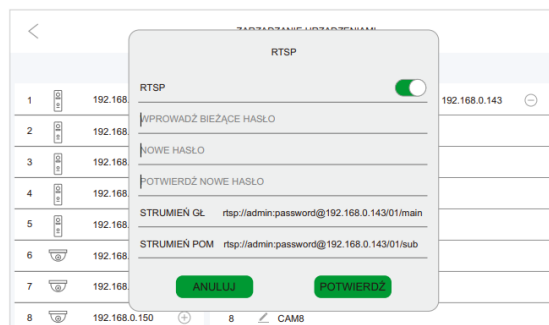 ZARZĄDZANIE URZĄDZENIAMI
RTSP
RTSP
1 192.168. 192.168.0.143
WPROWADŹ BIEŻĄCE HASŁO
2 192.168.
NOWE HASŁO
3 192.168.
POTWIERDŹ NOWE HASŁO
4 192.168.
STRUMIEŃ GŁ rtsp://admin:password@192.168.0.143/01/main
5 192.168.
STRUMIEŃ POM rtsp://admin:password@192.168.0.143/01/sub
6 192.168.
7 192.168.
ANULUJ POTWIERDŹ
8 192.168.0.150 8 CAM8